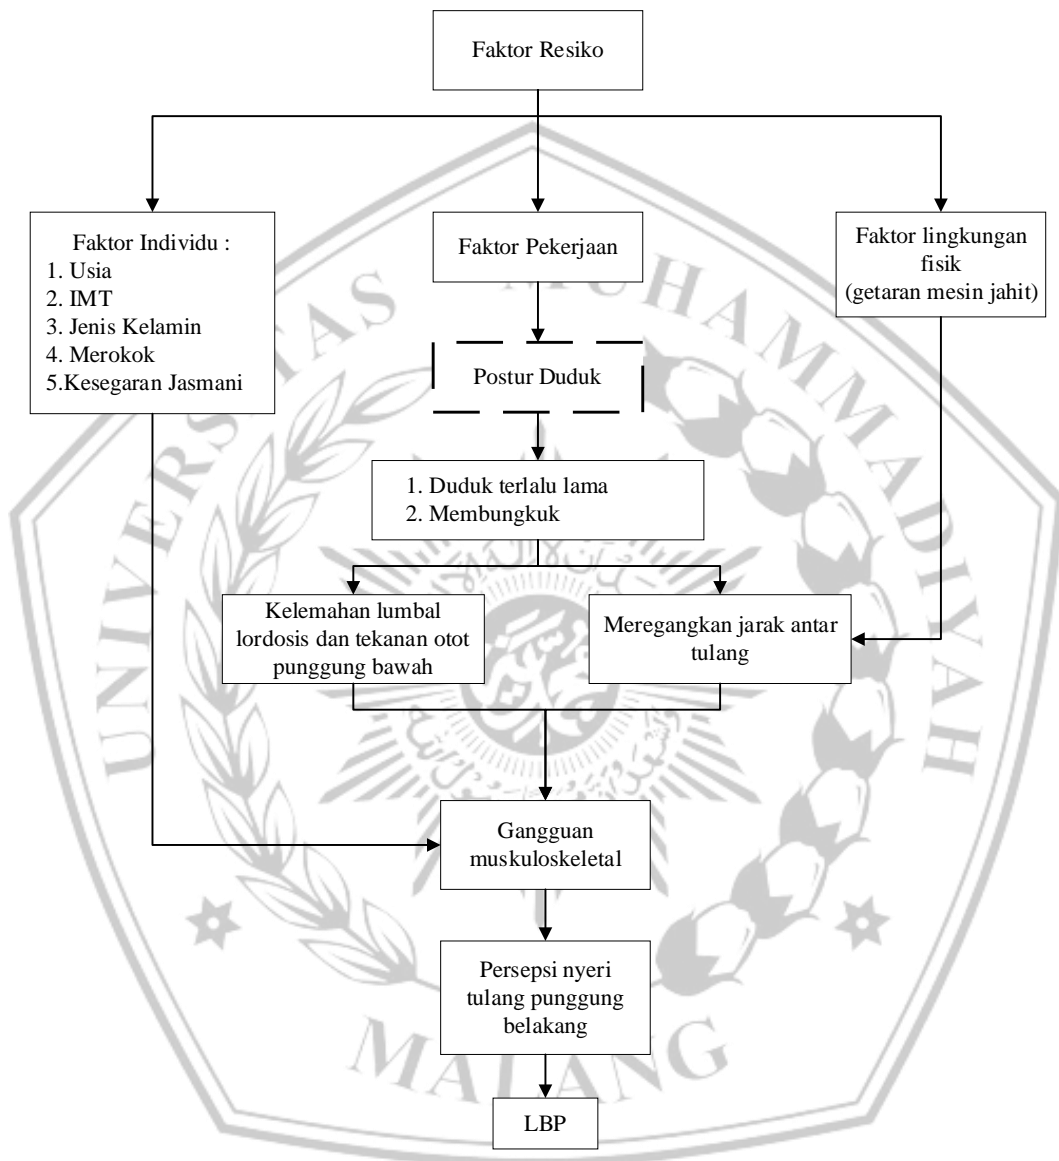 Faktor Resiko
Faktor Individu :
1. Usia
2. IMT
3. Jenis Kelamin
4. Merokok
5.Kesegaran Jasmani
Faktor Pekerjaan
Faktor lingkungan
fisik
(getaran mesin jahit)
Postur Duduk
1. Duduk terlalu lama
2. Membungkuk
Kelemahan lumbal
lordosis dan tekanan otot
punggung bawah
Meregangkan jarak antar
tulang
Gangguan
muskuloskeletal
Persepsi nyeri
tulang punggung
belakang
LBP
UNIVERSITAS MUHAMMADIYAH
MALANG